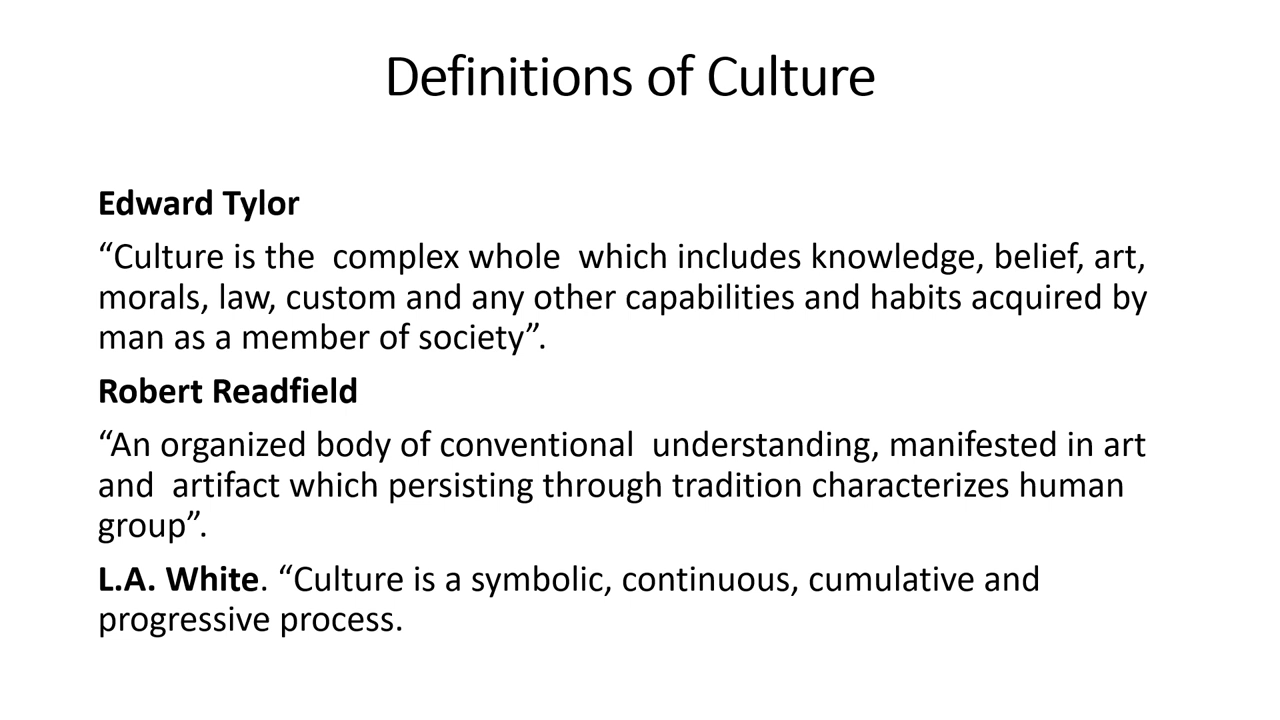 Definitions of Culture
Edward Tylor
“Culture is the  complex whole  which includes knowledge, belief, art,
morals, law, custom and any other capabilities and habits acquired by
man as a member of society”.
Robert Readfield
“An organized body of conventional  understanding, manifested in art
and  artifact which persisting through tradition characterizes human
group”.
L.A. White. “Culture is a symbolic, continuous, cumulative and
progressive process.